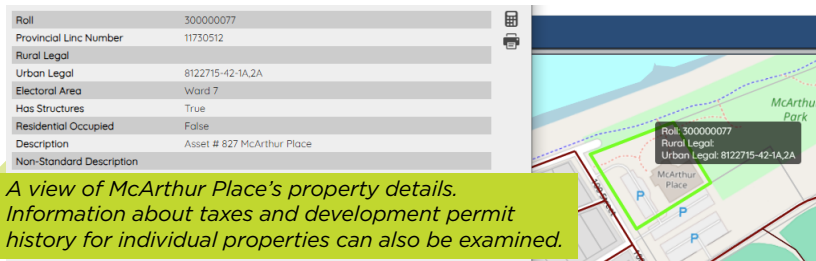 Roll 300000077
Provincial Linc Number 11730512
Rural Legal
Urban Legal 8122715-42-1A,2A
Electoral Area Ward 7
Has Structures True
Residential Occupied False
Description Asset # 827 McArthur Place
Non-Standard Description
A view of McArthur Place's property details.
Information about taxes and development permit
history for individual properties can also be examined.
McArthu
Park
Roll: 300000077
Rural Legal:
Urban Legal: 8122715-42-1A,2A
McArthur
Place
P
P
P